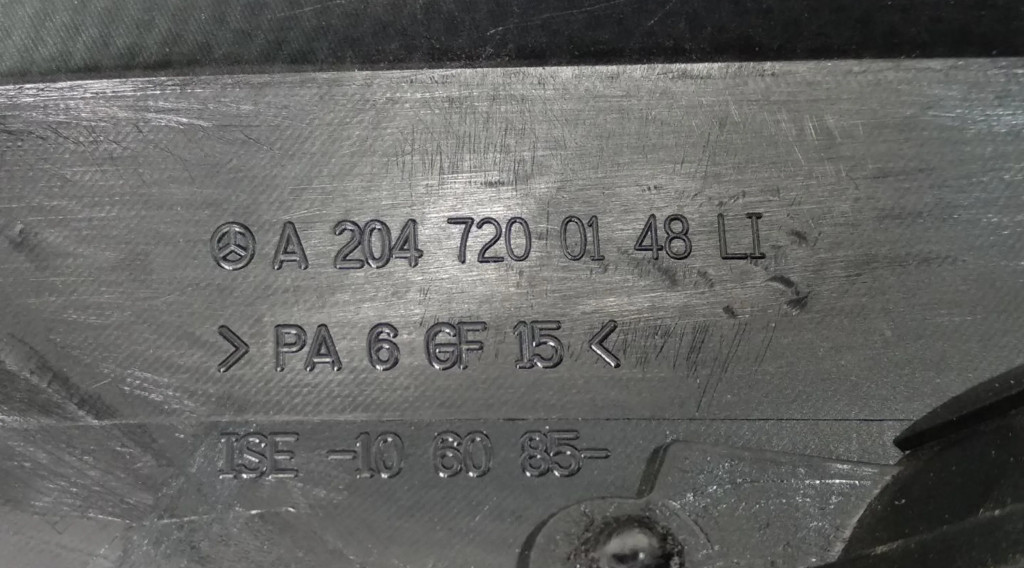 A 204 720 01 48 LI
> PA 6 GF 15 <
ISE -10 60 85-